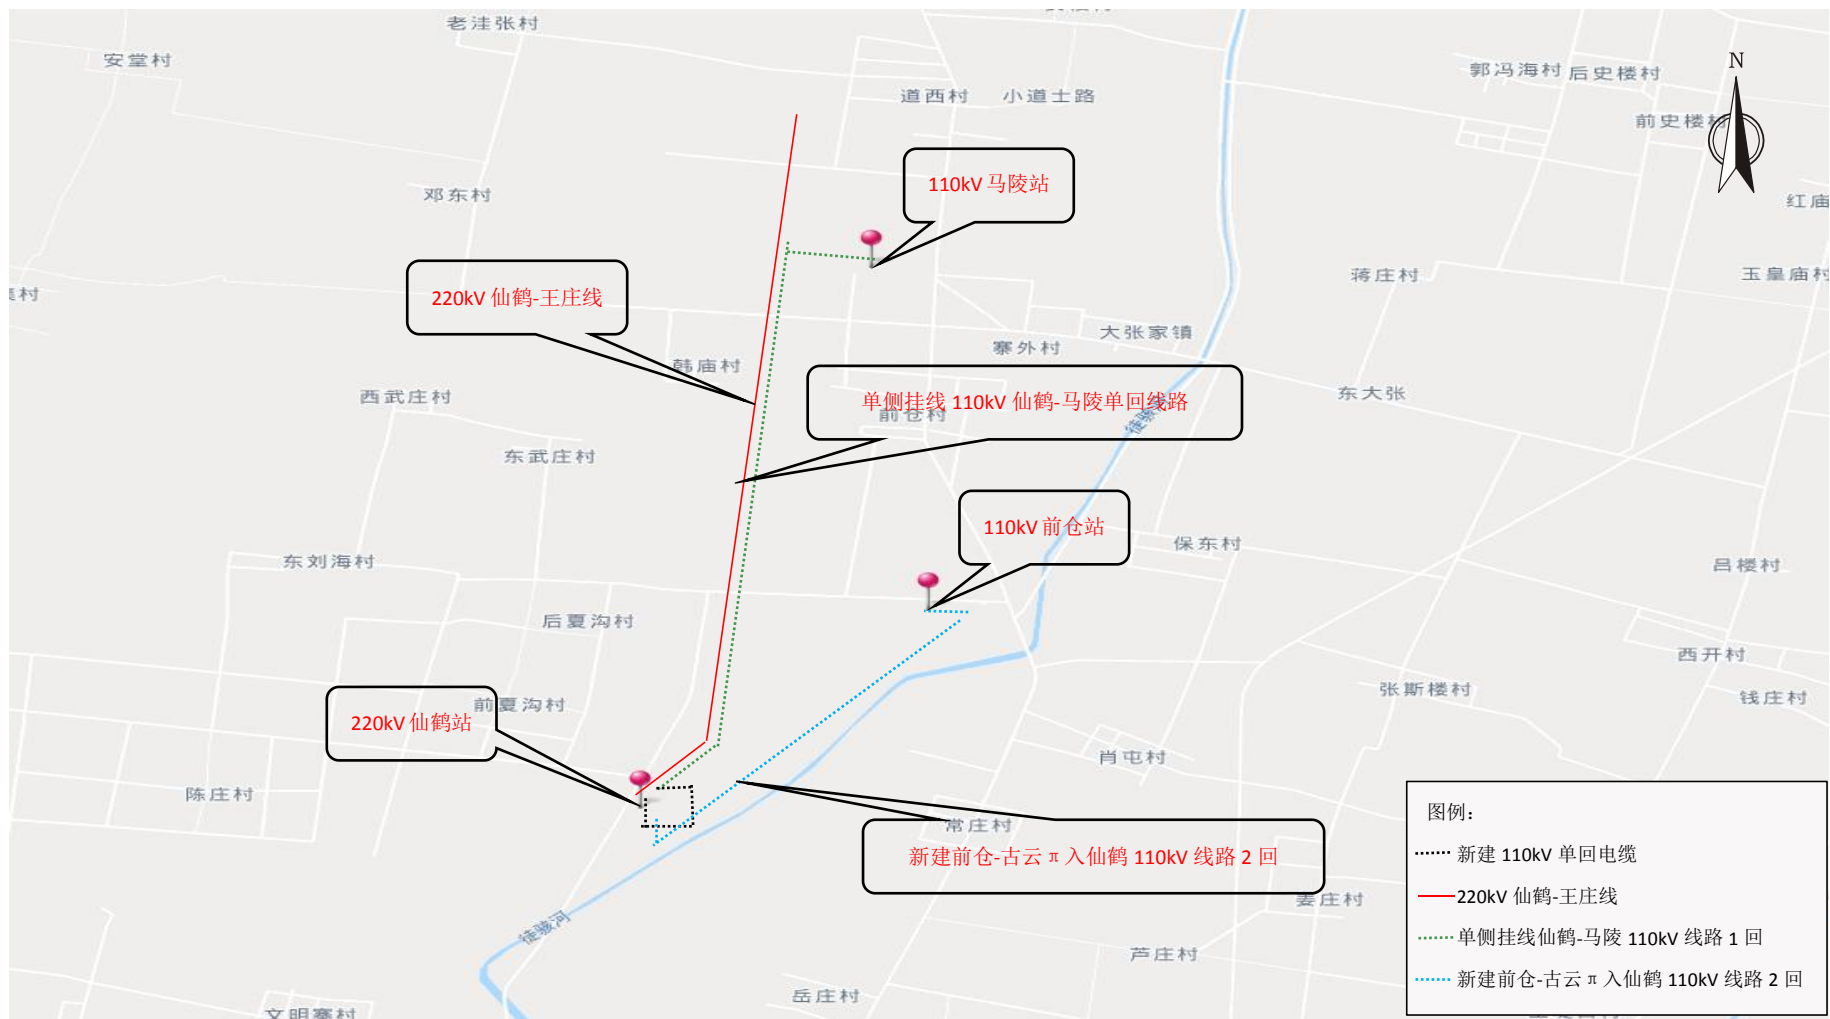 老洼张村
安堂村
郭冯海村
后史楼村
N
道西村
小道士路
前史楼村
110kV 马陵站
邓东村
红庙
蒋庄村
玉皇庙村
220kV 仙鹤-王庄线
大张家镇
寨外村
韩庙村
西武庄村
单侧挂线 110kV 仙鹤-马陵单回线路
前仓村
东大张
东武庄村
110kV 前仓站
保东村
东刘海村
吕楼村
后夏沟村
西开村
张斯楼村
钱庄村
前夏沟村
220kV 仙鹤站
肖屯村
陈庄村
常庄村
新建前仓-古云 π 入仙鹤 110kV 线路 2 回
姜庄村
徒骇河
芦庄村
岳庄村
文明寨村
图例：
新建 110kV 单回电缆
220kV 仙鹤-王庄线
单侧挂线仙鹤-马陵 110kV 线路 1 回
新建前仓-古云 π 入仙鹤 110kV 线路 2 回